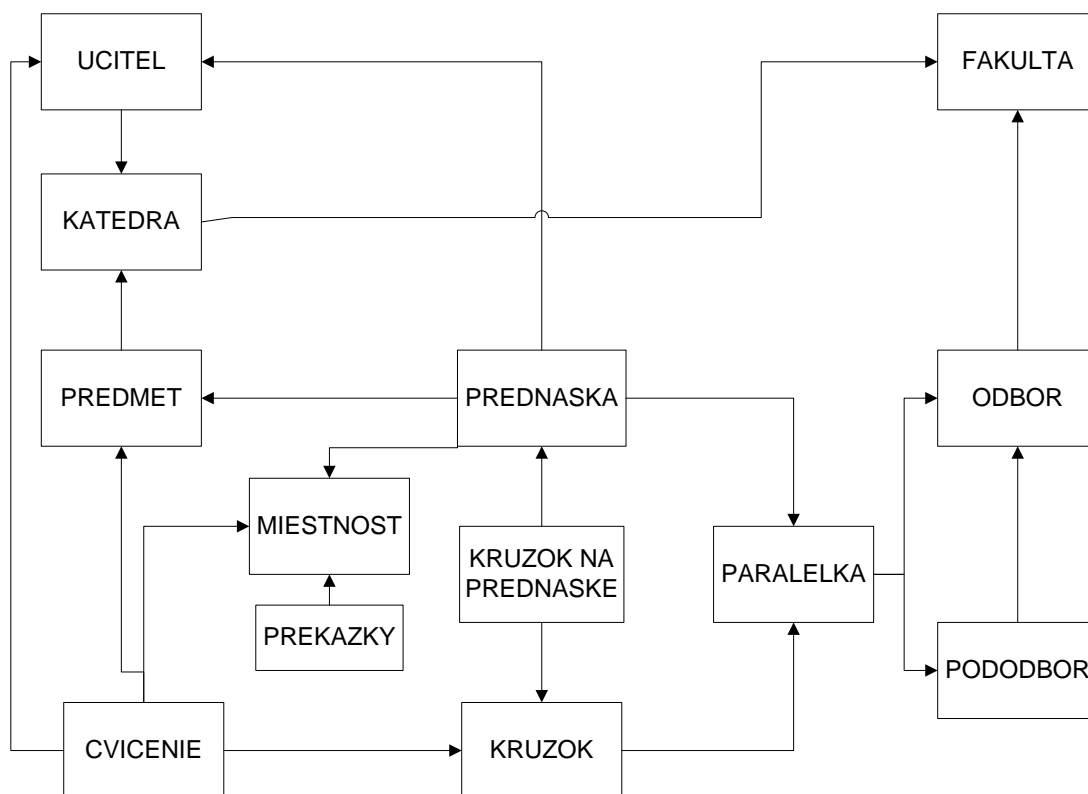 UCITEL
FAKULTA
KATEDRA
PREDMET
PREDNASKA
ODBOR
MIESTNOST
KRUZOK NA
PREDNASKE
PARALELKA
PREKAZKY
PODODBOR
CVICENIE
KRUZOK